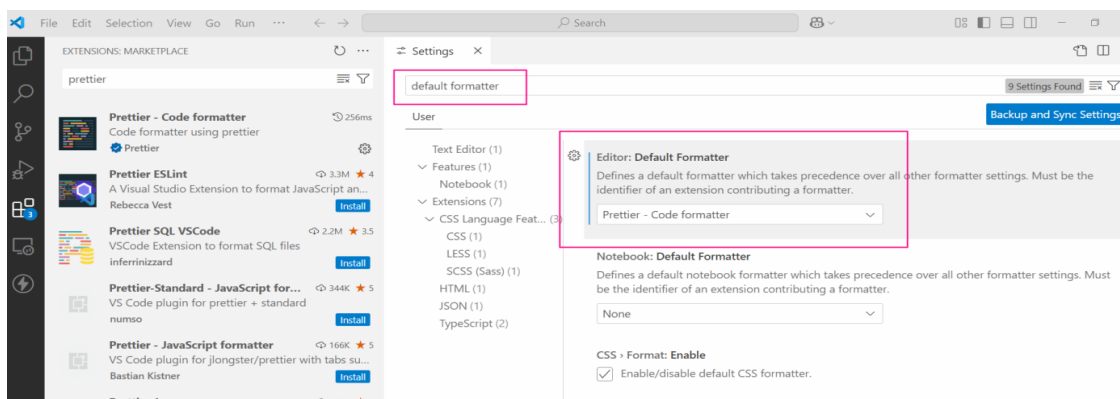 File Edit Selection View Go Run ··· Search
EXTENSIONS: MARKETPLACE
prettier
Prettier - Code formatter 256ms
Code formatter using prettier
Prettier
Prettier ESLint 3.3M ★ 4
A Visual Studio Extension to format JavaScript an...
Rebecca Vest Install
Prettier SQL VSCode 2.2M ★ 3.5
VSCode Extension to format SQL files
inferrinizzard Install
Prettier-Standard - JavaScript for... 344K ★ 5
VS Code plugin for prettier + standard
numso Install
Prettier - JavaScript formatter 166K ★ 5
VS Code plugin for jlongster/prettier with tabs su...
Bastian Kistner Install
3
Settings
default formatter 9 Settings Found
User Backup and Sync Settings
Text Editor (1)
Features (1)
Notebook (1)
Extensions (7)
CSS Language Feat... (3)
CSS (1)
LESS (1)
SCSS (Sass) (1)
HTML (1)
JSON (1)
TypeScript (2)
Editor: Default Formatter
Defines a default formatter which takes precedence over all other formatter settings. Must be the
identifier of an extension contributing a formatter.
Prettier - Code formatter
Notebook: Default Formatter
Defines a default notebook formatter which takes precedence over all other formatter settings. Must
be the identifier of an extension contributing a formatter.
None
CSS › Format: Enable
Enable/disable default CSS formatter.